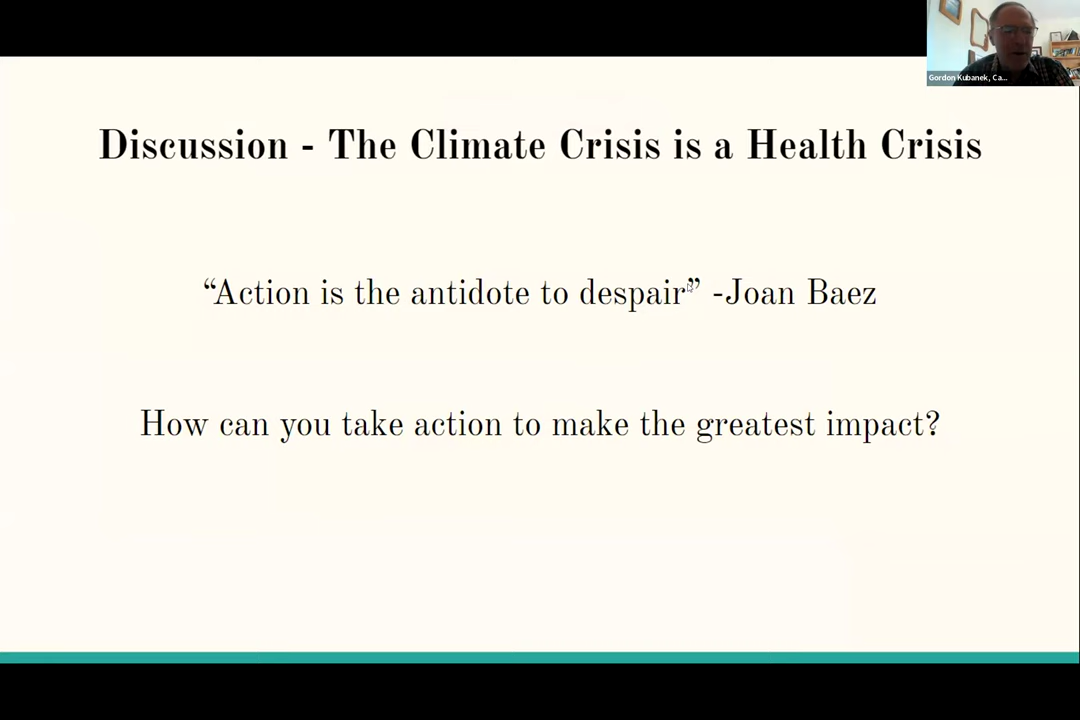 Gordon Kubanek, Ca...
Discussion - The Climate Crisis is a Health Crisis
“Action is the antidote to despair” -Joan Baez
How can you take action to make the greatest impact?